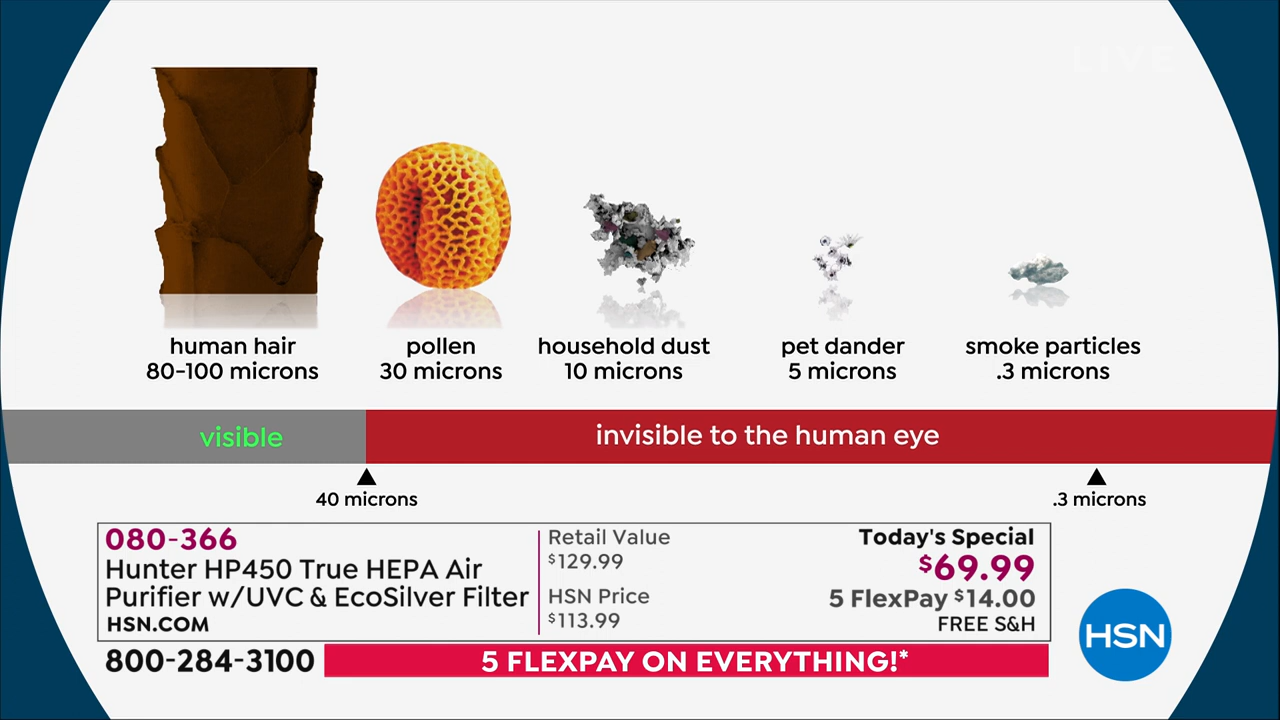 LIVE
human hair
80-100 microns
pollen
30 microns
household dust
10 microns
pet dander
5 microns
smoke particles
.3 microns
visible
invisible to the human eye
40 microns
.3 microns
080-366
Hunter HP450 True HEPA Air
Purifier w/UVC & EcoSilver Filter
HSN.COM
Retail Value
$129.99
HSN Price
$113.99
Today's Special
$69.99
5 FlexPay $14.00
FREE S&H
800-284-3100
5 FLEXPAY ON EVERYTHING!*
HSN